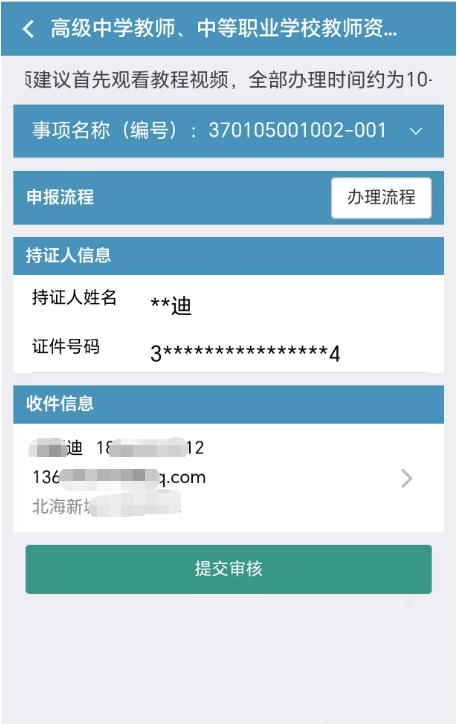 高级中学教师、中等职业学校教师资...
建议首先观看教程视频，全部办理时间约为10-
事项名称（编号）：370105001002-001
申报流程 办理流程
持证人信息
持证人姓名 **迪
证件号码 3****************4
收件信息
迪 18 12
136 q.com
北海新
提交审核